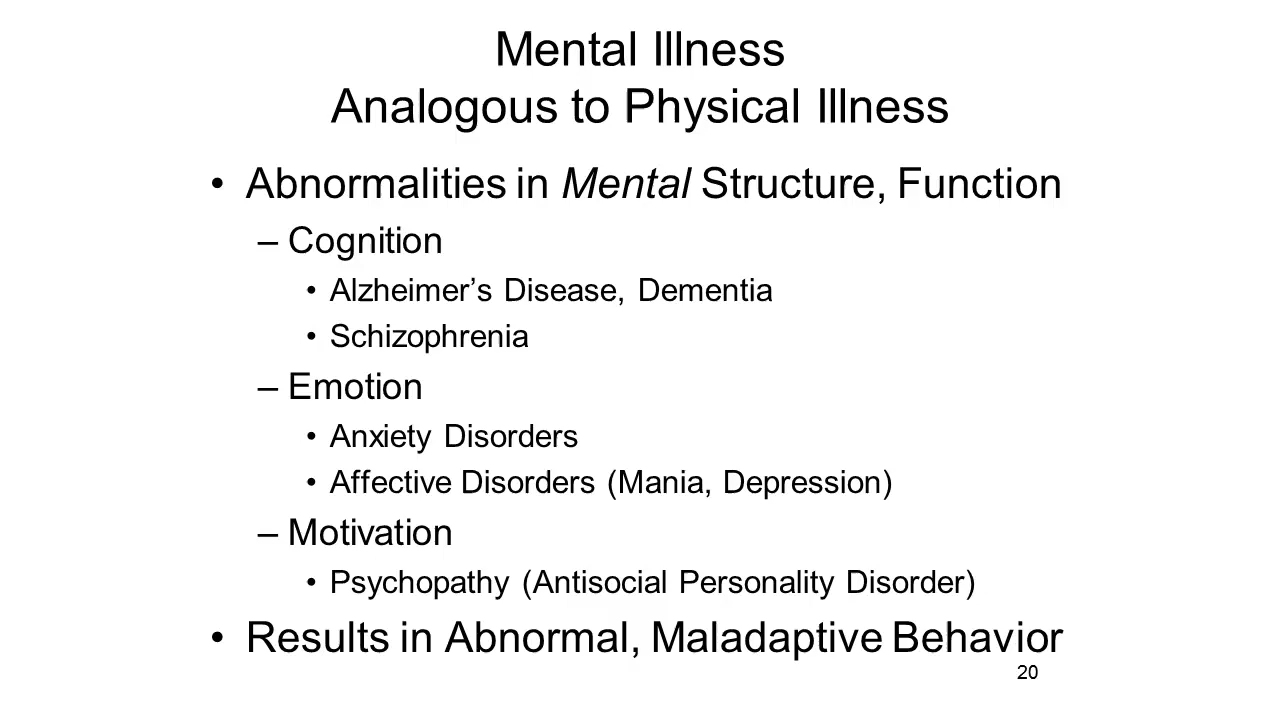 Mental Illness
Analogous to Physical Illness
• Abnormalities in Mental Structure, Function
– Cognition
• Alzheimer’s Disease, Dementia
• Schizophrenia
– Emotion
• Anxiety Disorders
• Affective Disorders (Mania, Depression)
– Motivation
• Psychopathy (Antisocial Personality Disorder)
• Results in Abnormal, Maladaptive Behavior
20